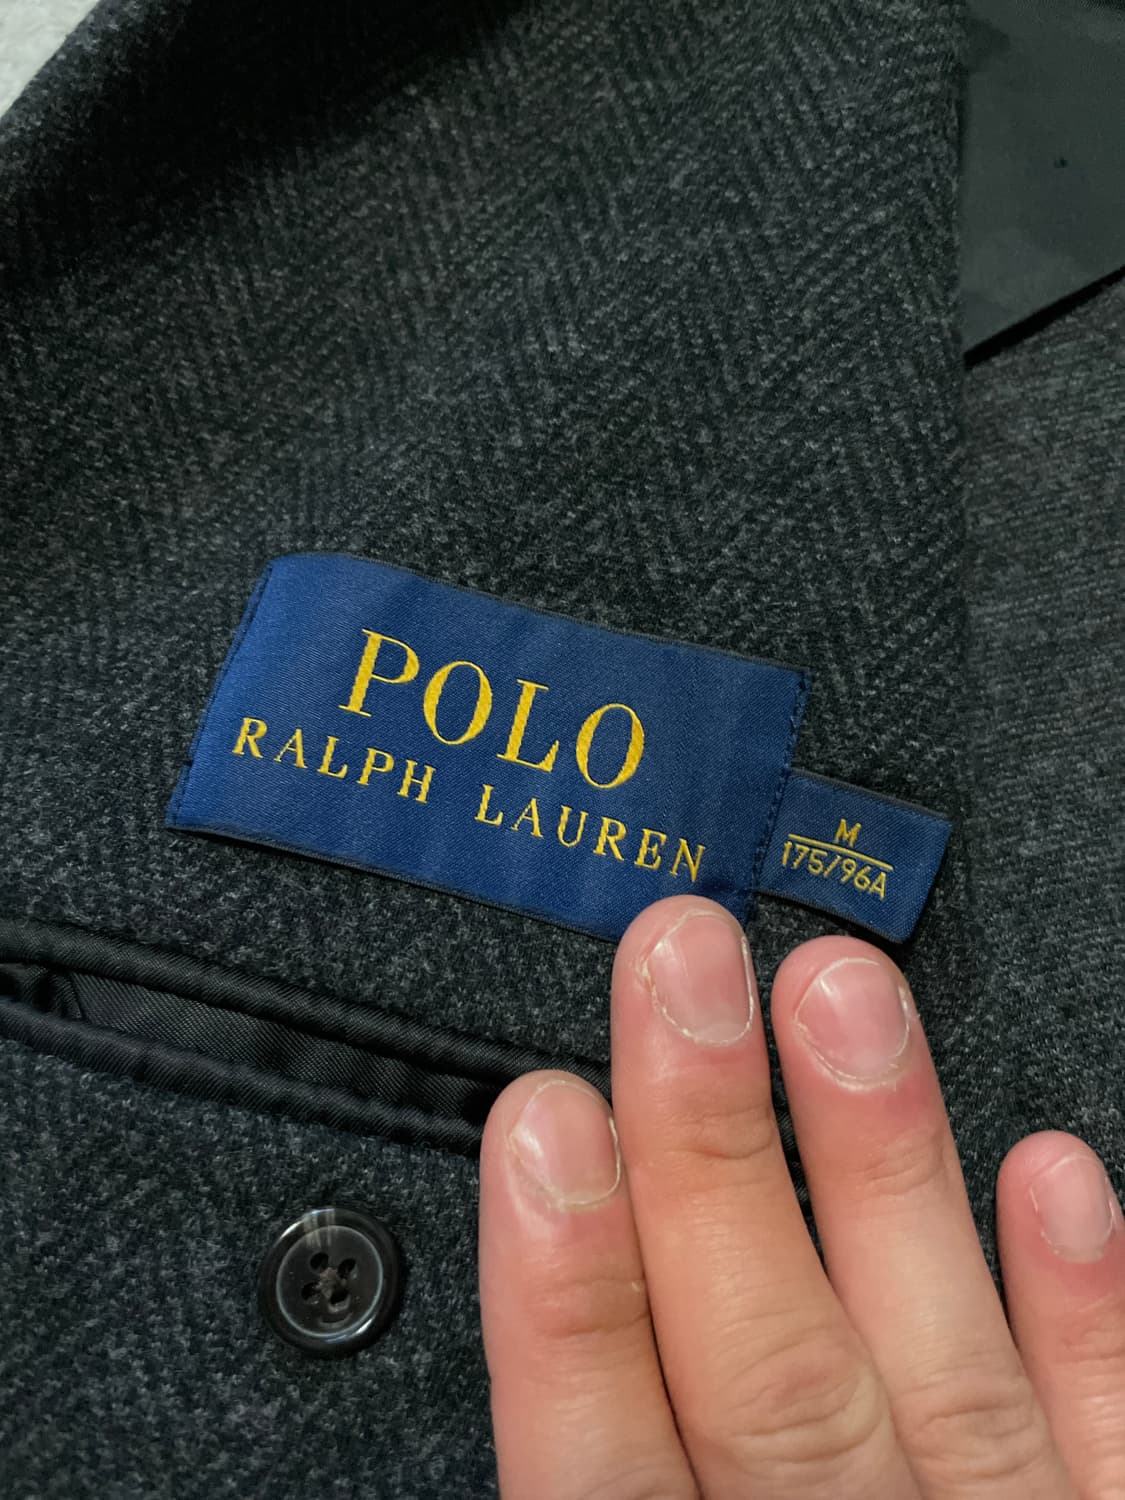 POLO
RALPH LAUREN
M
175/96A